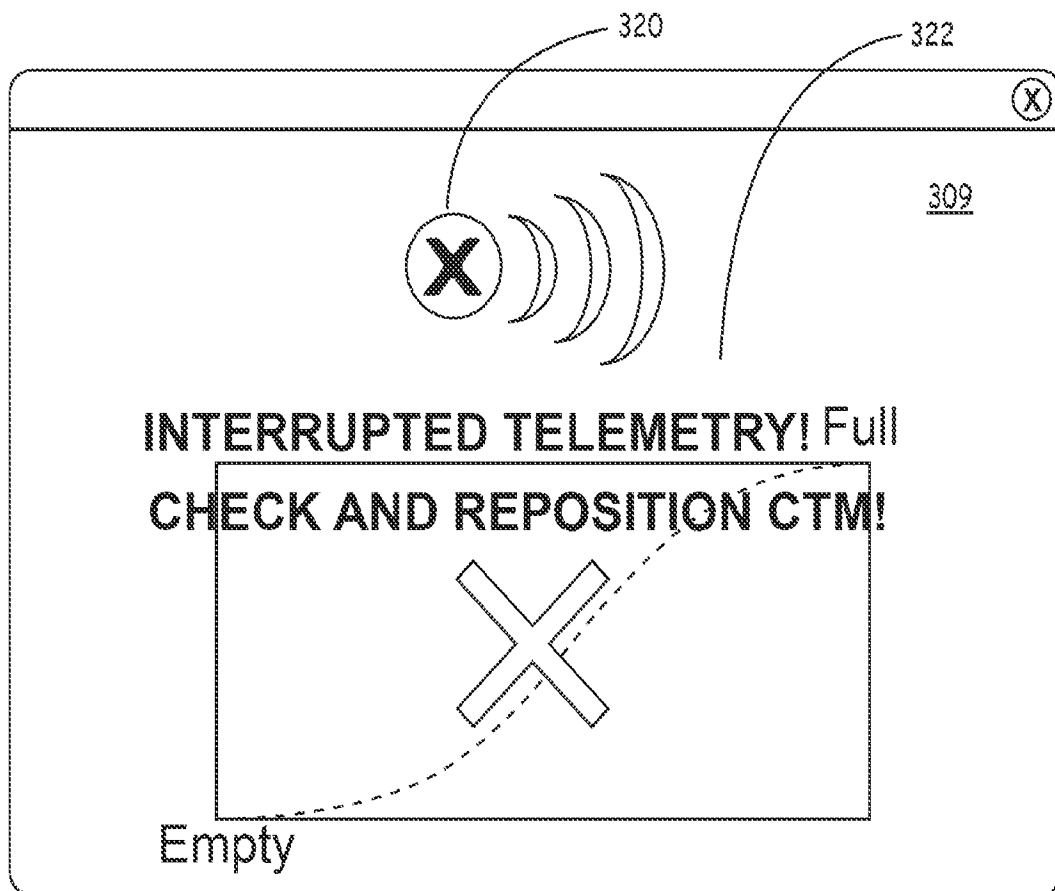 320
322
X
309
X
INTERRUPTED TELEMETRY! Full
CHECK AND REPOSITION CTM!
Empty